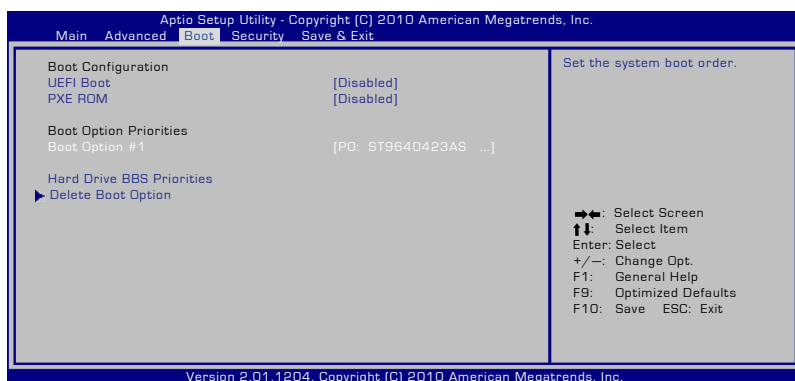 Aptio Setup Utility - Copyright (C) 2010 American Megatrends, Inc.
Main Advanced Boot Security Save & Exit
Boot Configuration
UEFI Boot [Disabled]
PXE ROM [Disabled]
Boot Option Priorities
Boot Option #1 [P0: ST9640423AS ...]
Hard Drive BBS Priorities
Delete Boot Option
Set the system boot order.
→←: Select Screen
↑↓: Select Item
Enter: Select
+/—: Change Opt.
F1: General Help
F9: Optimized Defaults
F10: Save ESC: Exit
Version 2.01.1204. Copyright (C) 2010 American Megatrends, Inc.